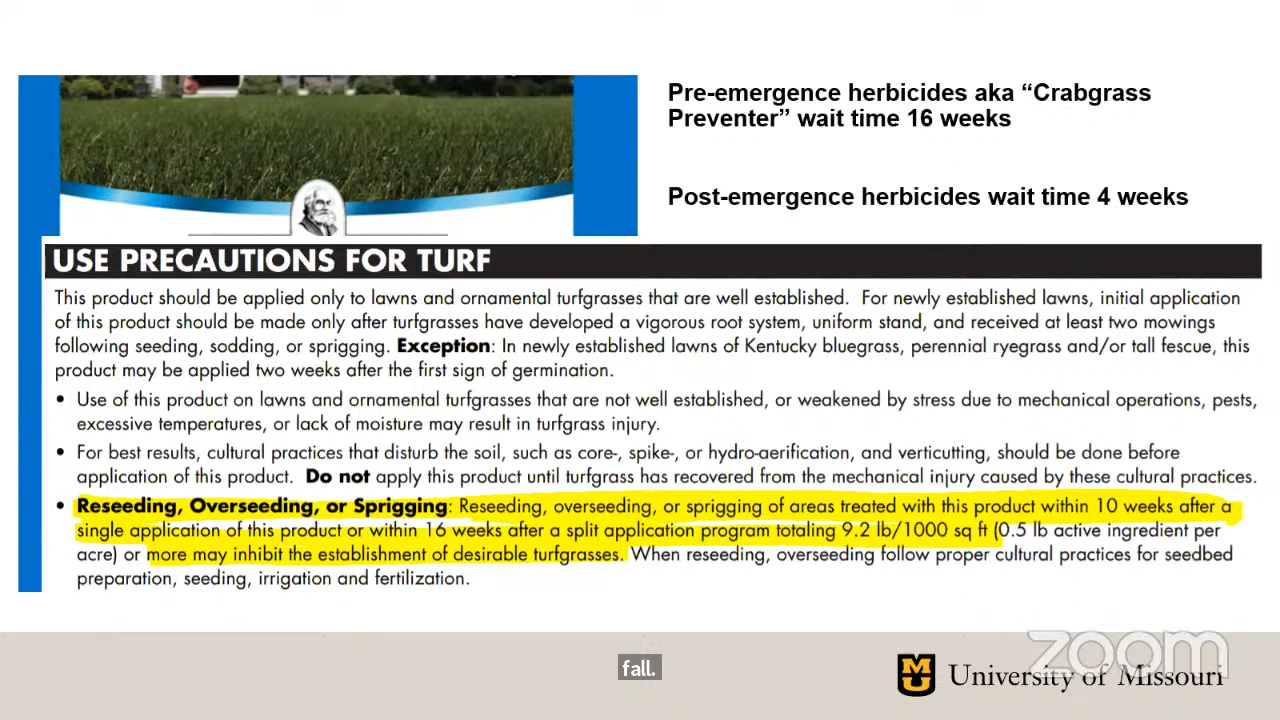 Pre-emergence herbicides aka “Crabgrass
Preventer” wait time 16 weeks
Post-emergence herbicides wait time 4 weeks
USE PRECAUTIONS FOR TURF
This product should be applied only to lawns and ornamental turfgrasses that are well established. For newly established lawns, initial application
of this product should be made only after turfgrasses have developed a vigorous root system, uniform stand, and received at least two mowings
following seeding, sodding, or sprigging. Exception: In newly established lawns of Kentucky bluegrass, perennial ryegrass and/or tall fescue, this
product may be applied two weeks after the first sign of germination.
• Use of this product on lawns and ornamental turfgrasses that are not well established, or weakened by stress due to mechanical operations, pests,
excessive temperatures, or lack of moisture may result in turfgrass injury.
• For best results, cultural practices that disturb the soil, such as core-, spike-, or hydro-aerification, and verticutting, should be done before
application of this product. Do not apply this product until turfgrass has recovered from the mechanical injury caused by these cultural practices.
• Reseeding, Overseeding, or Sprigging: Reseeding, overseeding, or sprigging of areas treated with this product within 10 weeks after a
single application of this product or within 16 weeks after a split application program totaling 9.2 lb/1000 sq ft (0.5 lb active ingredient per
acre) or more may inhibit the establishment of desirable turfgrasses. When reseeding, overseeding follow proper cultural practices for seedbed
preparation, seeding, irrigation and fertilization.
fall.
zoom
University of Missouri